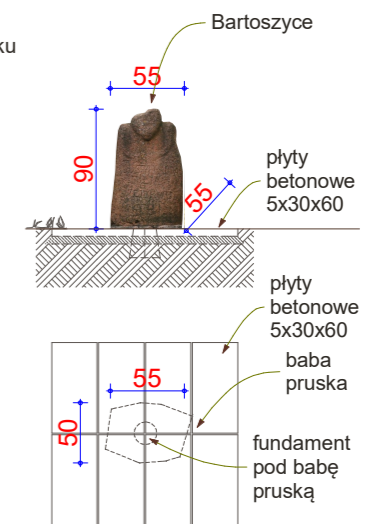 Bartoszyce
ku
55
90
55
płyty
betonowe
5x30x60
płyty
betonowe
5x30x60
baba
pruska
55
50
fundament
pod babę
pruską